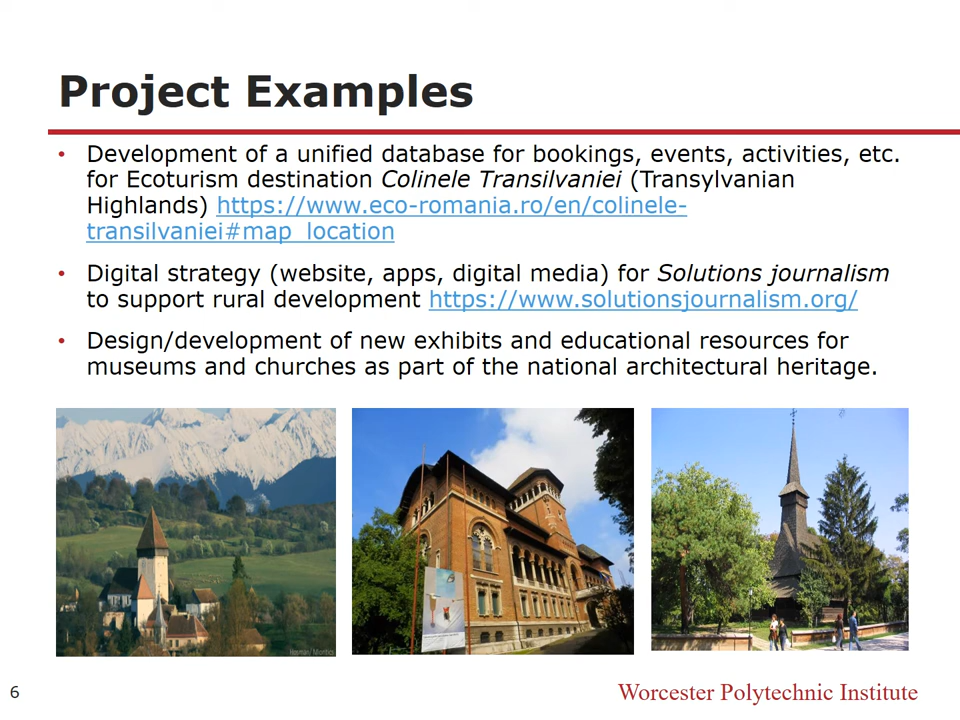 Project Examples
• Development of a unified database for bookings, events, activities, etc.
for Ecoturism destination Colinele Transilvaniei (Transylvanian
Highlands) https://www.eco-romania.ro/en/colinele-
transilvaniei#map_location
• Digital strategy (website, apps, digital media) for Solutions journalism
to support rural development https://www.solutionsjournalism.org/
• Design/development of new exhibits and educational resources for
museums and churches as part of the national architectural heritage.
6
Worcester Polytechnic Institute